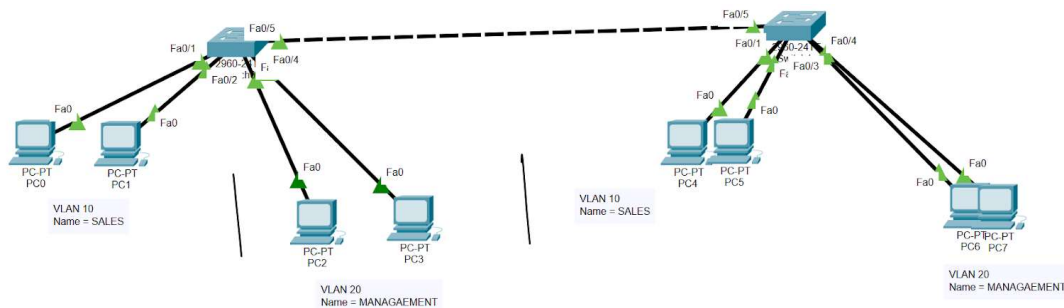 Fa0/5
Fa0/1
Fa0/4
Fa0/2
Fa0
Fa0
PC-PT
PC0
PC-PT
PC1
VLAN 10
Name = SALES
Fa0
Fa0
PC-PT
PC2
PC-PT
PC3
VLAN 20
Name = MANAGAEMENT
Fa0/5
Fa0/1
Fa0/4
Fa0/3
Fa0
Fa0
PC-PT
PC4
PC-PT
PC5
VLAN 10
Name = SALES
Fa0
Fa0
PC-PT
PC6
PC-PT
PC7
VLAN 20
Name = MANAGAEMENT